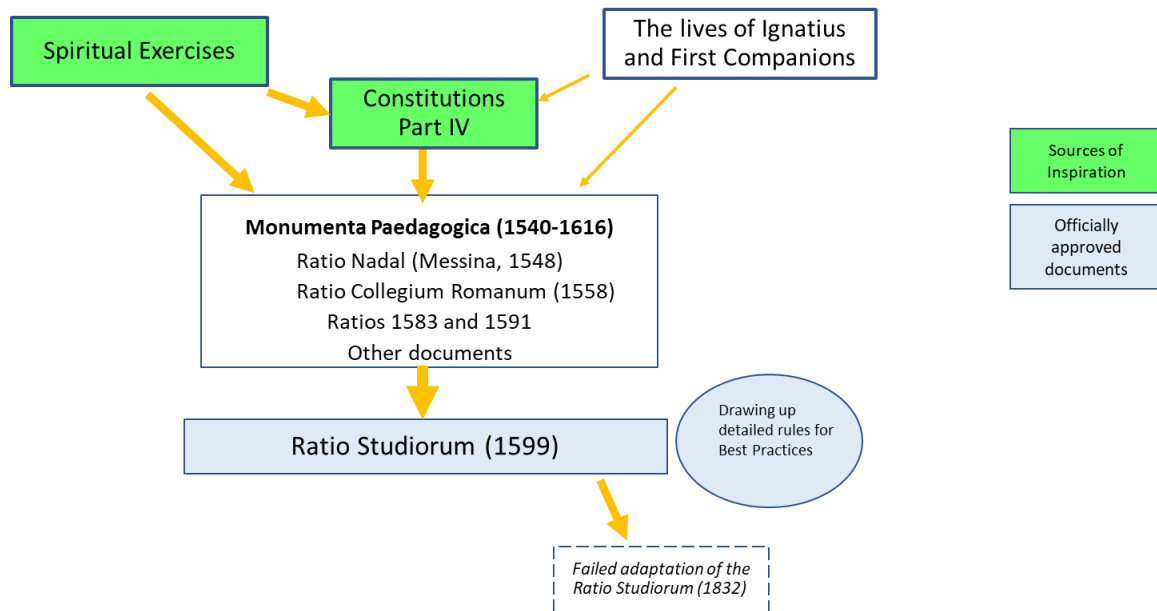 Spiritual Exercises
The lives of Ignatius
and First Companions
Constitutions
Part IV
Sources of
Inspiration
Officially
approved
documents
Monumenta Paedagogica (1540-1616)
Ratio Nadal (Messina, 1548)
Ratio Collegium Romanum (1558)
Ratios 1583 and 1591
Other documents
Ratio Studiorum (1599)
Drawing up
detailed rules for
Best Practices
Failed adaptation of the
Ratio Studiorum (1832)